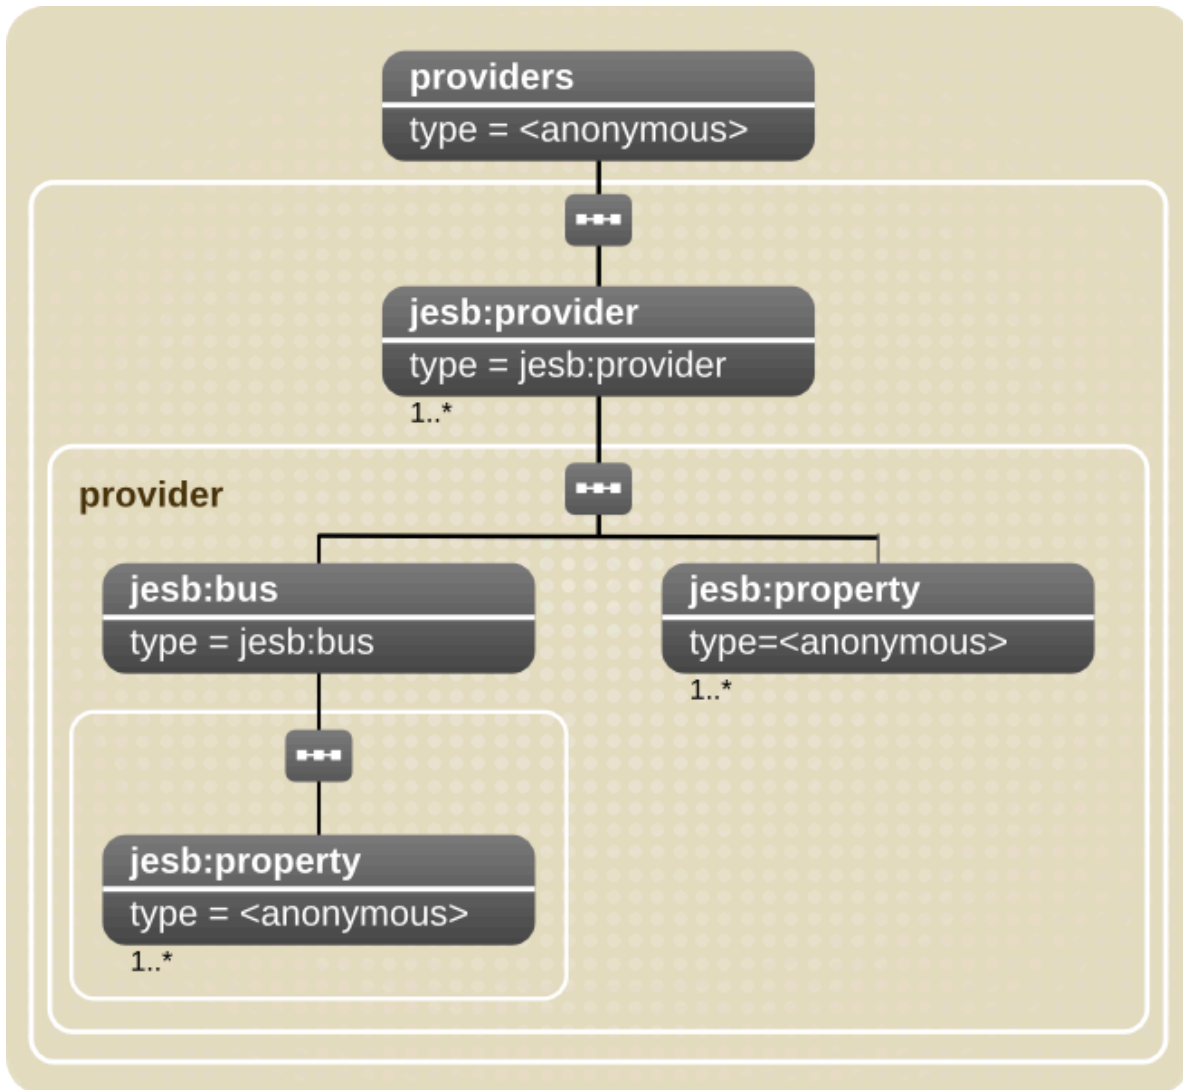 providers
type = <anonymous>
jesb:provider
type = jesb:provider
1..*
provider
jesb:bus
type = jesb:bus
jesb:property
type=<anonymous>
1..*
jesb:property
type = <anonymous>
1..*